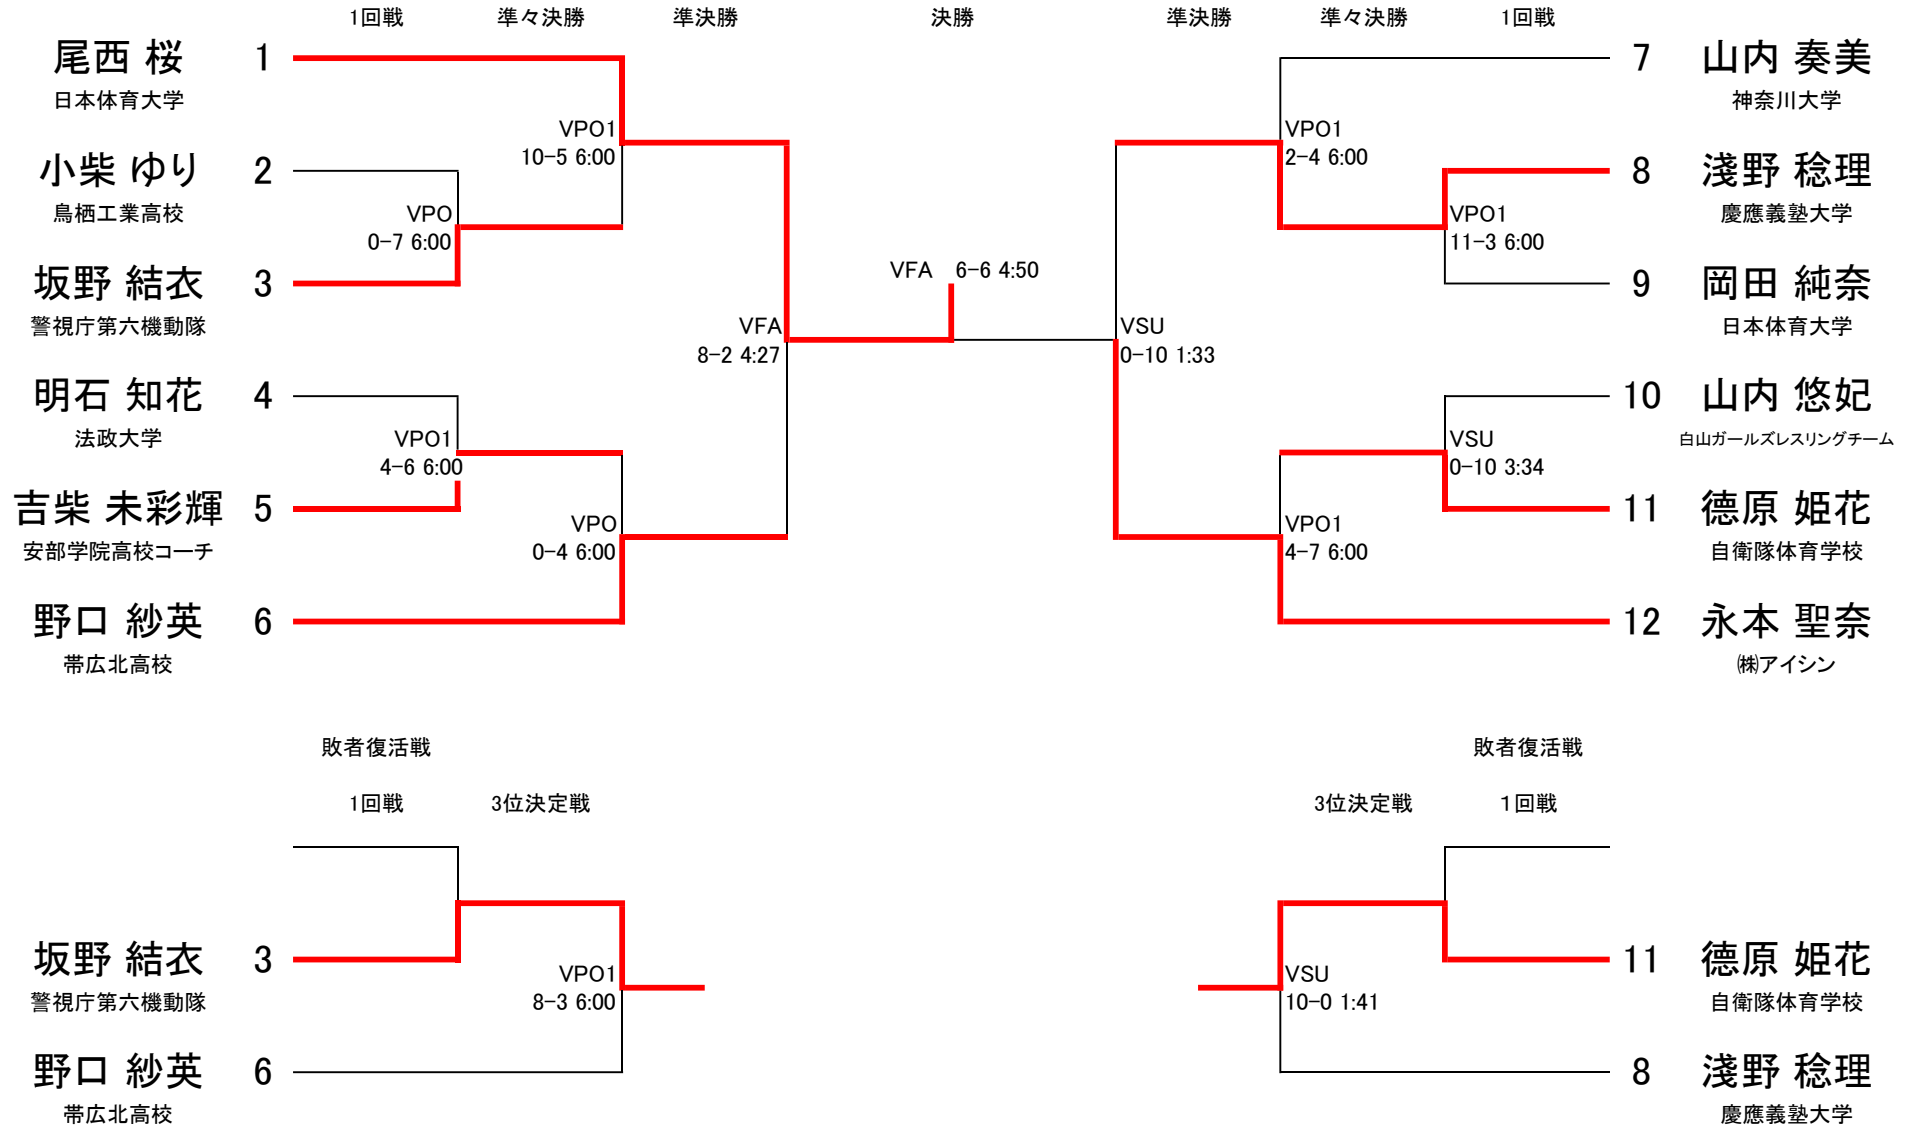 1回戦 準々決勝 準決勝 決勝 準決勝 準々決勝 1回戦
尾西 桜 1
日本体育大学
7 山内 奏美
神奈川大学
VPO1
10-5 6:00
VPO1
2-4 6:00
小柴 ゆり 2
鳥栖工業高校
8 淺野 稔理
慶應義塾大学
VPO
0-7 6:00
VPO1
11-3 6:00
坂野 結衣 3
警視庁第六機動隊
VFA 6-6 4:50
9 岡田 純奈
日本体育大学
VFA
8-2 4:27
VSU
0-10 1:33
明石 知花 4
法政大学
10 山内 悠妃
白山ガールズレスリングチーム
VPO1
4-6 6:00
VSU
0-10 3:34
吉柴 未彩輝 5
安部学院高校コーチ
11 德原 姫花
自衛隊体育学校
VPO
0-4 6:00
VPO1
4-7 6:00
野口 紗英 6
帯広北高校
12 永本 聖奈
㈱アイシン
敗者復活戦 敗者復活戦
1回戦 3位決定戦 3位決定戦 1回戦
坂野 結衣 3
警視庁第六機動隊
11 德原 姫花
自衛隊体育学校
VPO1
8-3 6:00
VSU
10-0 1:41
野口 紗英 6
帯広北高校
8 淺野 稔理
慶應義塾大学